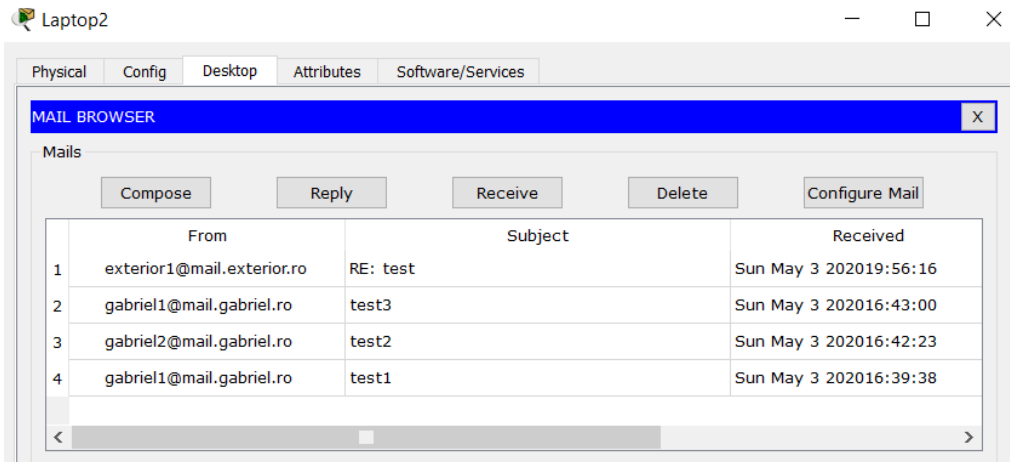 Laptop2
Physical Config Desktop Attributes Software/Services
MAIL BROWSER X
Mails
Compose Reply Receive Delete Configure Mail
From Subject Received
1 exterior1@mail.exterior.ro RE: test Sun May 3 202019:56:16
2 gabriel1@mail.gabriel.ro test3 Sun May 3 202016:43:00
3 gabriel2@mail.gabriel.ro test2 Sun May 3 202016:42:23
4 gabriel1@mail.gabriel.ro test1 Sun May 3 202016:39:38